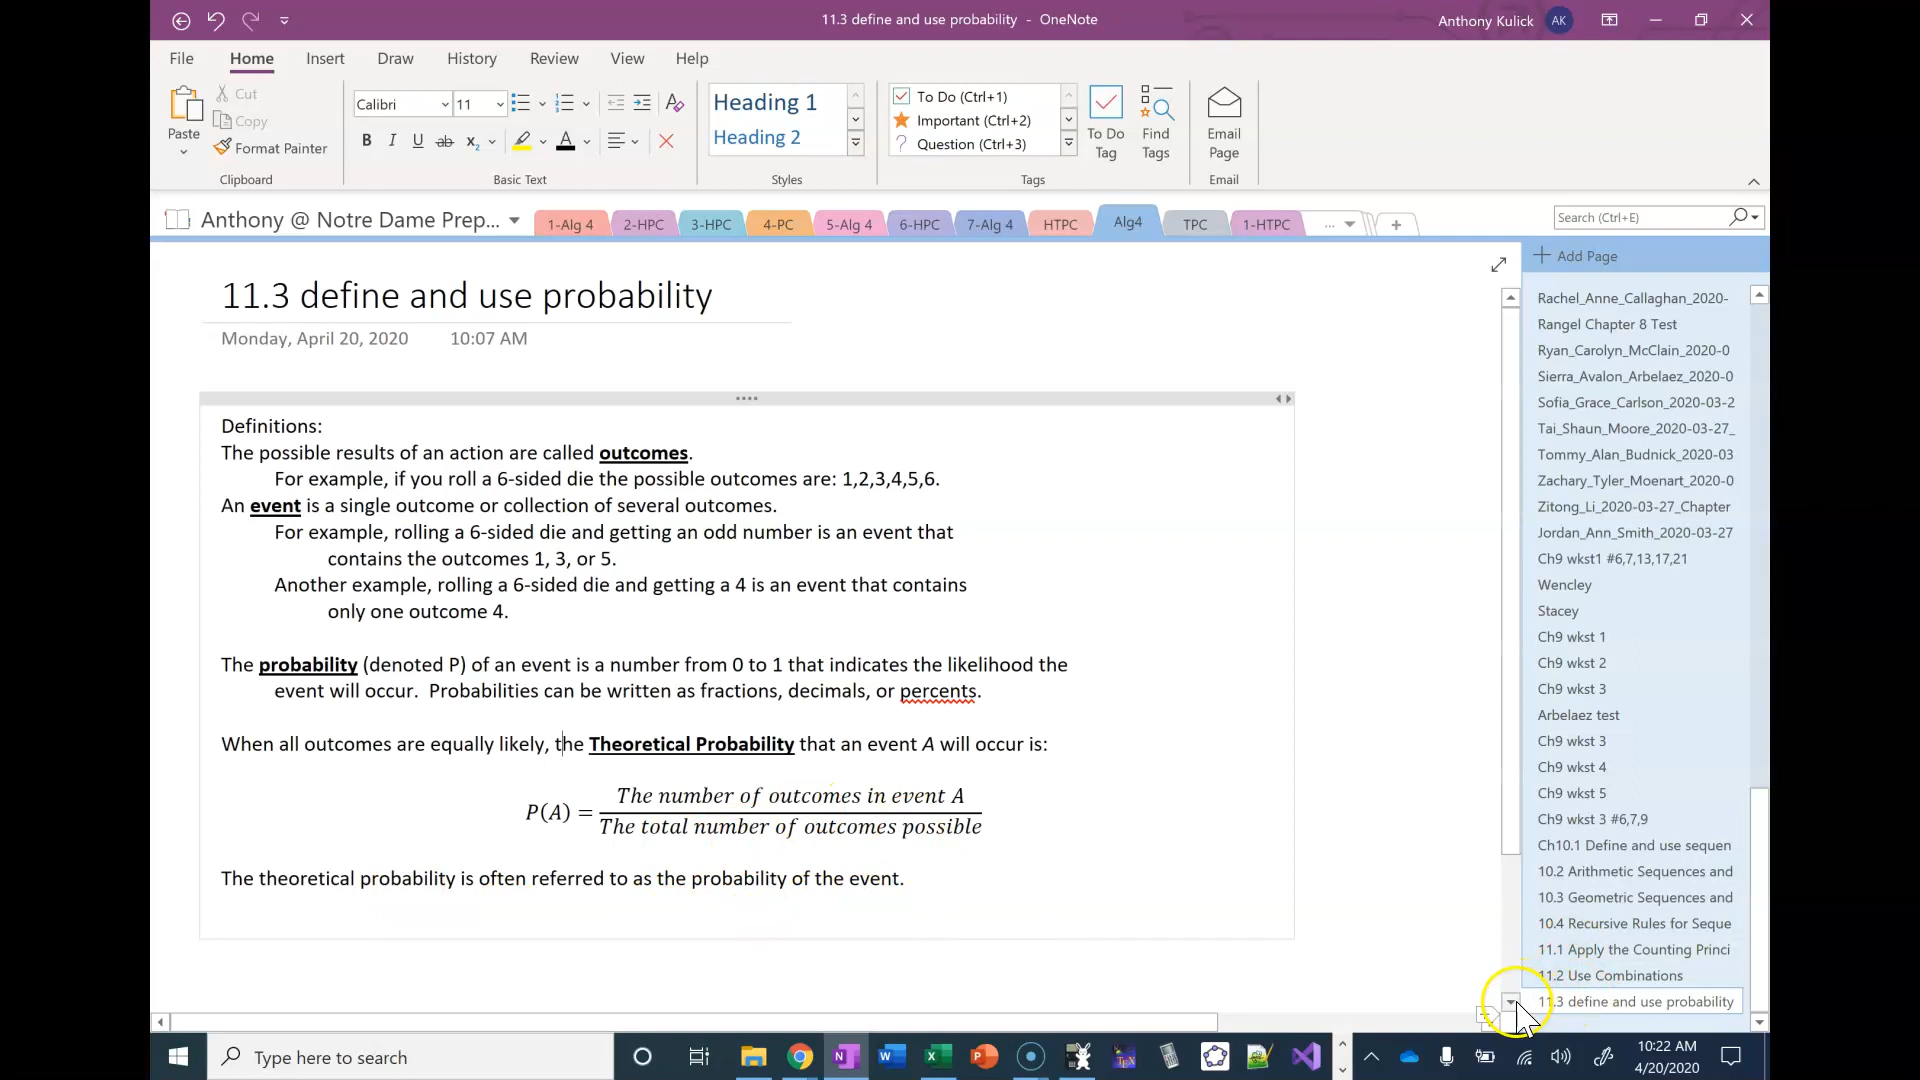 11.3 define and use probability - OneNote
Anthony Kulick AK
File Home Insert Draw History Review View Help
Paste
Cut
Copy
Format Painter
Clipboard
Calibri 11
B I U ab x₂ A
Basic Text
Heading 1
Heading 2
Styles
To Do (Ctrl+1)
Important (Ctrl+2)
Question (Ctrl+3)
To Do
Tag
Find
Tags
Tags
Email
Page
Email
Anthony @ Notre Dame Prep...
1-Alg 4 2-HPC 3-HPC 4-PC 5-Alg 4 6-HPC 7-Alg 4 HTPC Alg4 TPC 1-HTPC ...
Search (Ctrl+E)
11.3 define and use probability
Monday, April 20, 2020 10:07 AM
Definitions:
The possible results of an action are called outcomes.
For example, if you roll a 6-sided die the possible outcomes are: 1,2,3,4,5,6.
An event is a single outcome or collection of several outcomes.
For example, rolling a 6-sided die and getting an odd number is an event that
contains the outcomes 1, 3, or 5.
Another example, rolling a 6-sided die and getting a 4 is an event that contains
only one outcome 4.
The probability (denoted P) of an event is a number from 0 to 1 that indicates the likelihood the
event will occur. Probabilities can be written as fractions, decimals, or percents.
When all outcomes are equally likely, the Theoretical Probability that an event A will occur is:
The number of outcomes in event A
P(A) =
The total number of outcomes possible
The theoretical probability is often referred to as the probability of the event.
Add Page
Rachel_Anne_Callaghan_2020-
Rangel Chapter 8 Test
Ryan_Carolyn_McClain_2020-0
Sierra_Avalon_Arbelaez_2020-0
Sofia_Grace_Carlson_2020-03-2
Tai_Shaun_Moore_2020-03-27_
Tommy_Alan_Budnick_2020-03
Zachary_Tyler_Moenart_2020-0
Zitong_Li_2020-03-27_Chapter
Jordan_Ann_Smith_2020-03-27
Ch9 wkst1 #6,7,13,17,21
Wencley
Stacey
Ch9 wkst 1
Ch9 wkst 2
Ch9 wkst 3
Arbelaez test
Ch9 wkst 3
Ch9 wkst 4
Ch9 wkst 5
Ch9 wkst 3 #6,7,9
Ch10.1 Define and use sequen
10.2 Arithmetic Sequences and
10.3 Geometric Sequences and
10.4 Recursive Rules for Seque
11.1 Apply the Counting Princi
11.2 Use Combinations
11.3 define and use probability
Type here to search
10:22 AM
4/20/2020